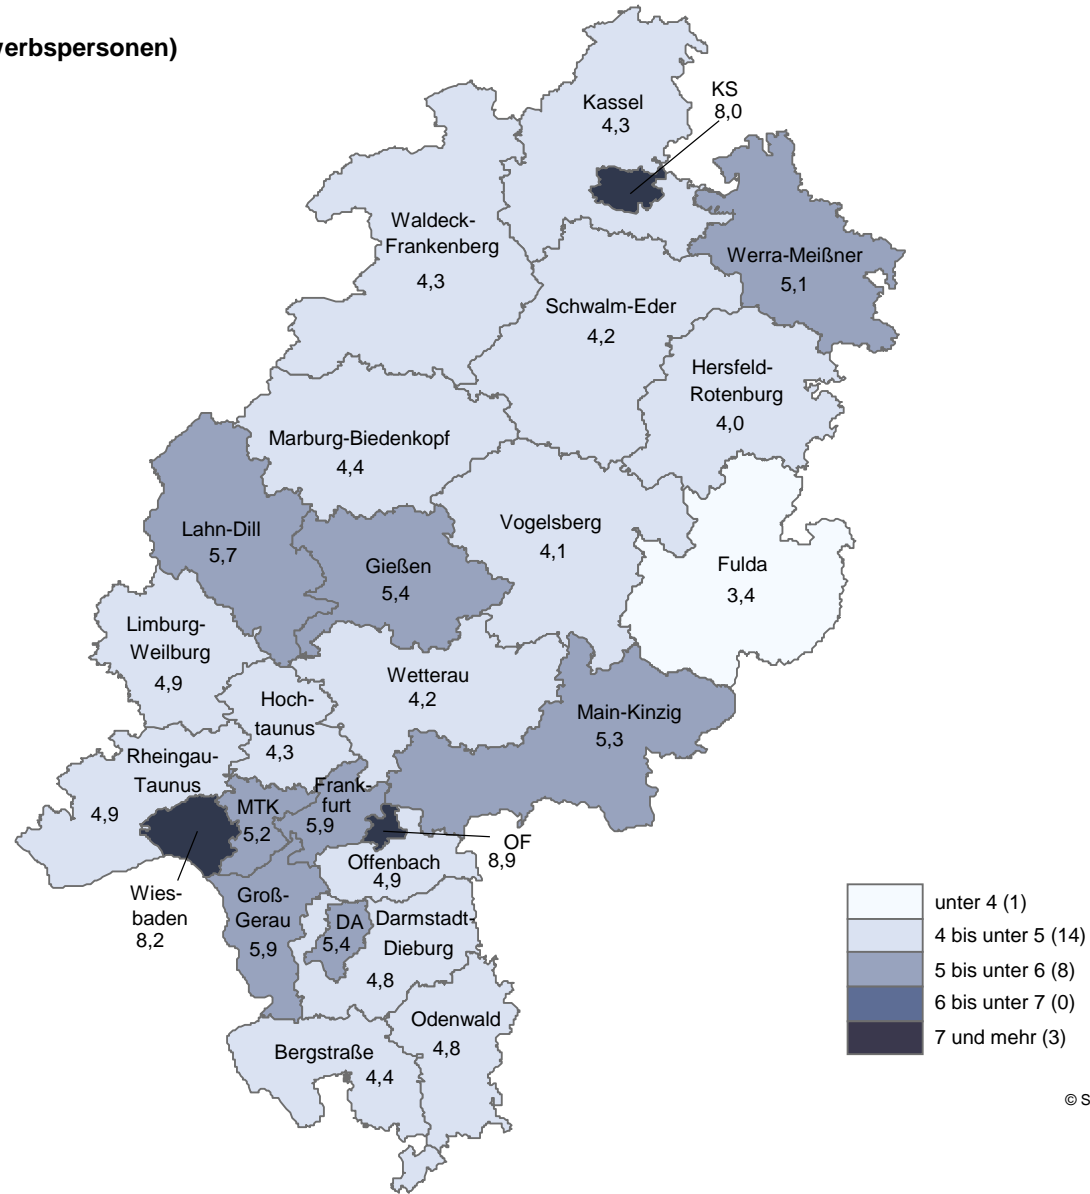 verbspersonen)
Kassel
4,3
KS
8,0
Waldeck-
Frankenberg
4,3
Werra-Meißner
5,1
Schwalm-Eder
4,2
Hersfeld-
Rotenburg
4,0
Marburg-Biedenkopf
4,4
Lahn-Dill
5,7
Gießen
5,4
Vogelsberg
4,1
Fulda
3,4
Limburg-
Weilburg
4,9
Wetterau
4,2
Hoch-
taunus
4,3
Main-Kinzig
5,3
Rheingau-
Taunus
4,9
MTK
5,2
Frank-
furt
5,9
OF
8,9
Offenbach
4,9
Wies-
baden
8,2
Groß-
Gerau
5,9
DA
5,4
Darmstadt-
Dieburg
4,8
Odenwald
4,8
Bergstraße
4,4
unter 4 (1)
4 bis unter 5 (14)
5 bis unter 6 (8)
6 bis unter 7 (0)
7 und mehr (3)
© S